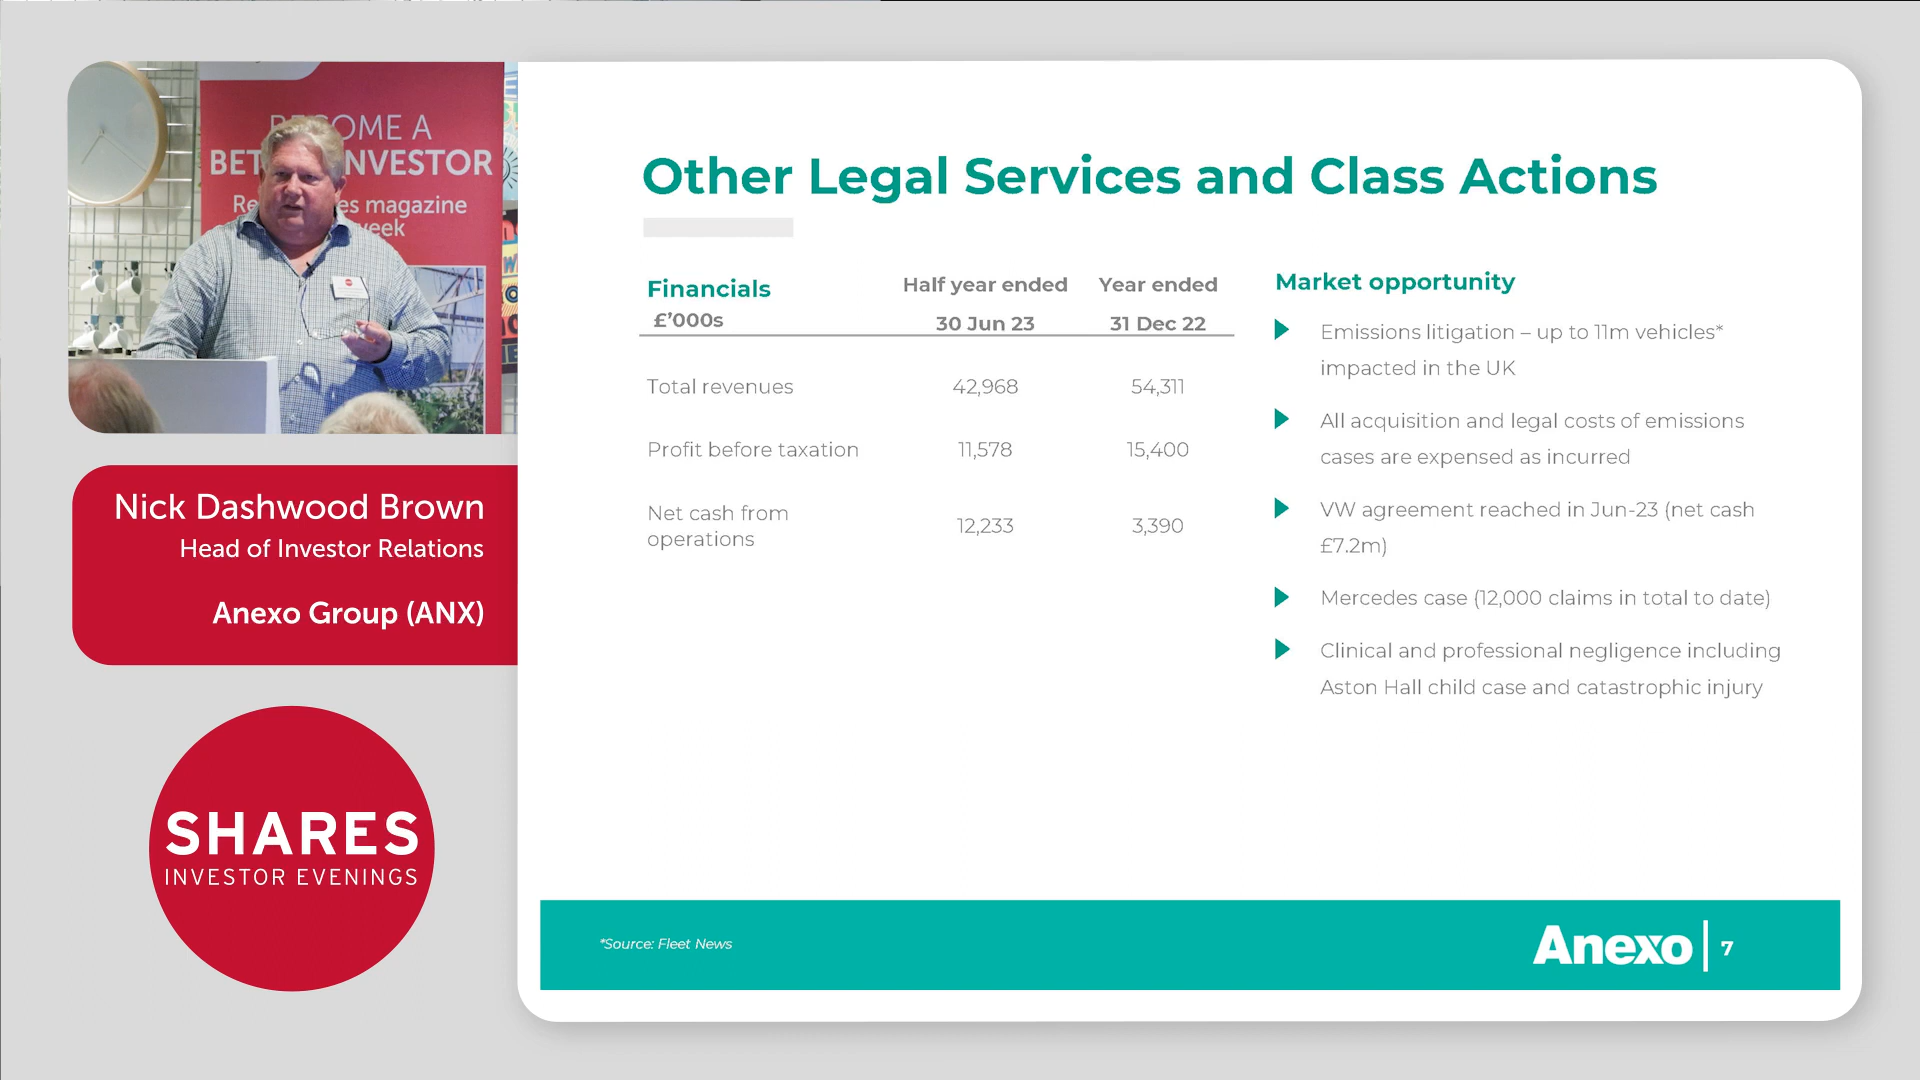 BECOME A
BET NVESTOR
Re es magazine
week
Nick Dashwood Brown
Head of Investor Relations
Anexo Group (ANX)
SHARES
INVESTOR EVENINGS
Other Legal Services and Class Actions
Financials Half year ended Year ended
£'000s 30 Jun 23 31 Dec 22
Total revenues 42,968 54,311
Profit before taxation 11,578 15,400
Net cash from
operations 12,233 3,390
Market opportunity
Emissions litigation – up to 11m vehicles*
impacted in the UK
All acquisition and legal costs of emissions
cases are expensed as incurred
VW agreement reached in Jun-23 (net cash
£7.2m)
Mercedes case (12,000 claims in total to date)
Clinical and professional negligence including
Aston Hall child case and catastrophic injury
*Source: Fleet News
Anexo 7